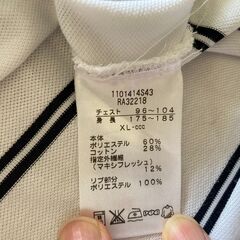 1101414S43
RA32218
チェスト 96～104
身長 175～185
XL-ccc
本体
ポリエステル 60%
コットン 28%
指定外繊維 12%
(マキシフレッシュ)
リブ部分
ポリエステル 100%